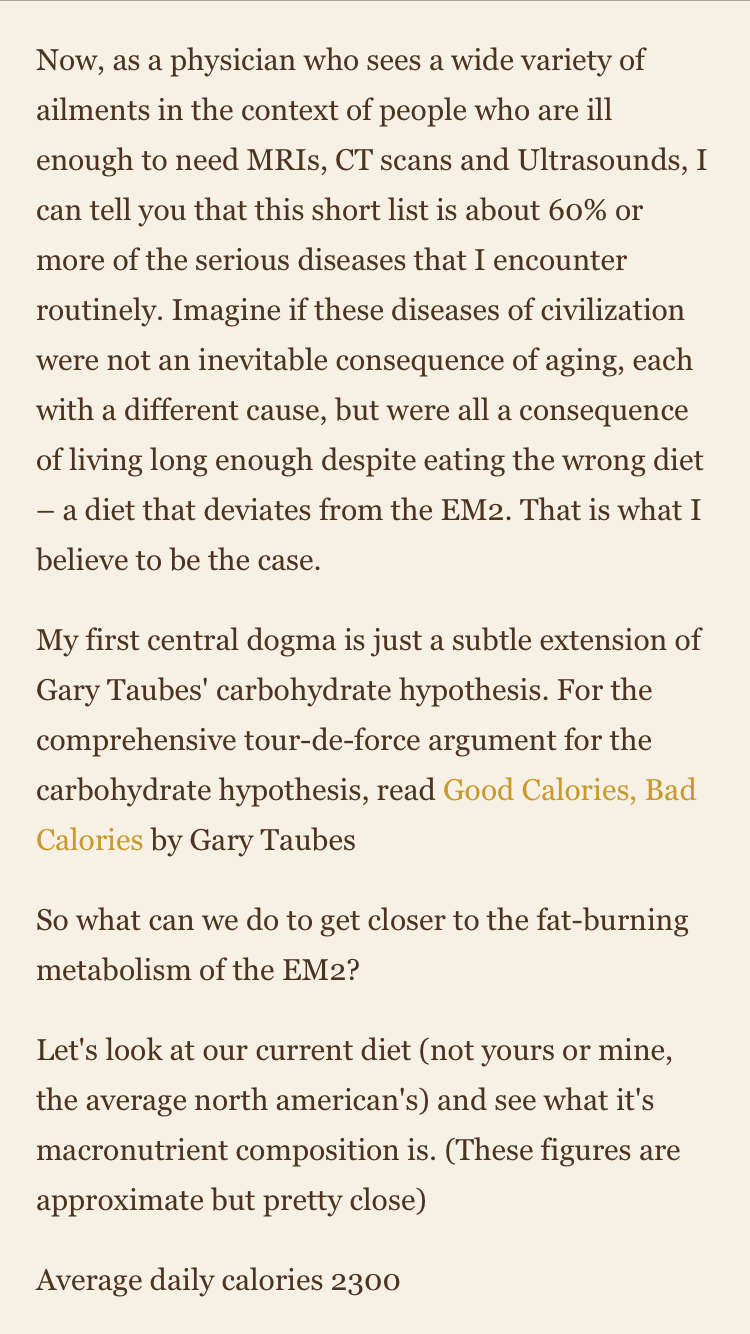 Now, as a physician who sees a wide variety of
ailments in the context of people who are ill
enough to need MRIs, CT scans and Ultrasounds, I
can tell you that this short list is about 60% or
more of the serious diseases that I encounter
routinely. Imagine if these diseases of civilization
were not an inevitable consequence of aging, each
with a different cause, but were all a consequence
of living long enough despite eating the wrong diet
– a diet that deviates from the EM2. That is what I
believe to be the case.
My first central dogma is just a subtle extension of
Gary Taubes' carbohydrate hypothesis. For the
comprehensive tour-de-force argument for the
carbohydrate hypothesis, read Good Calories, Bad
Calories by Gary Taubes
So what can we do to get closer to the fat-burning
metabolism of the EM2?
Let's look at our current diet (not yours or mine,
the average north american's) and see what it's
macronutrient composition is. (These figures are
approximate but pretty close)
Average daily calories 2300